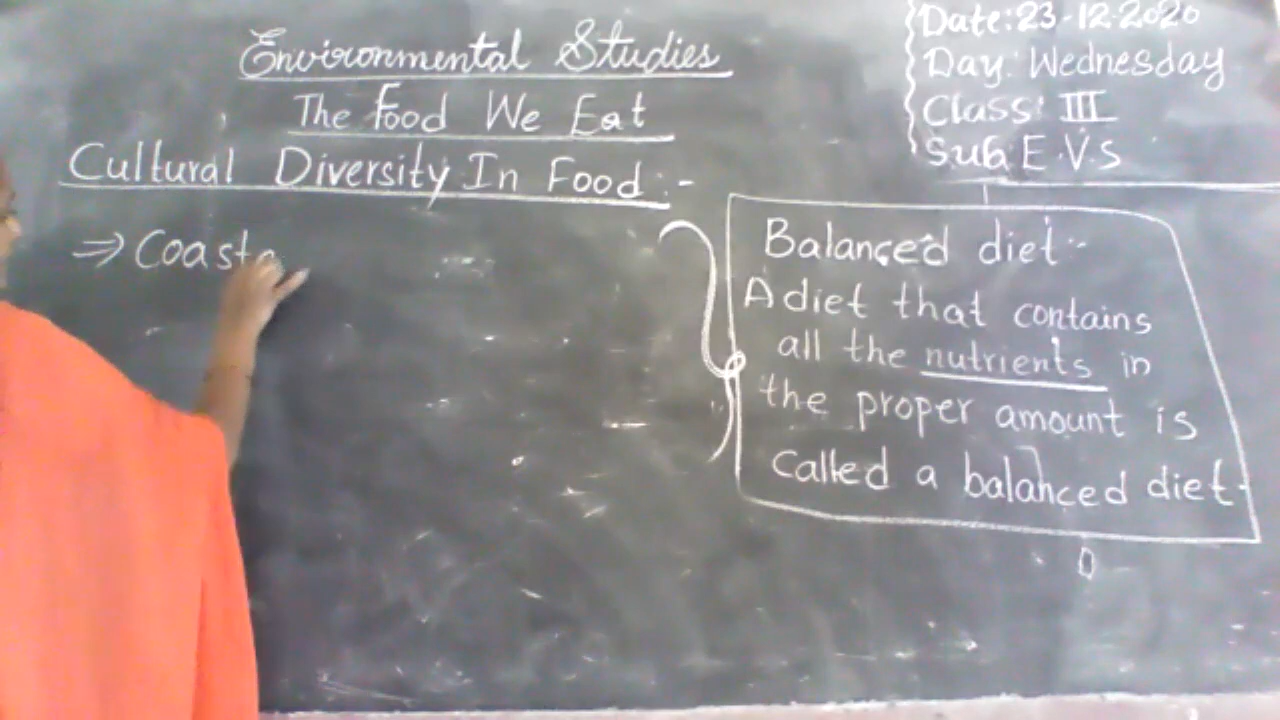 Environmental Studies
The Food We Eat
Cultural Diversity In Food :-
⇒ Coasta
Date: 23-12-2020
Day: Wednesday
Class: III
Sub: E.V.s
Balanced diet:-
A diet that contains
all the nutrients in
the proper amount is
called a balanced diet.